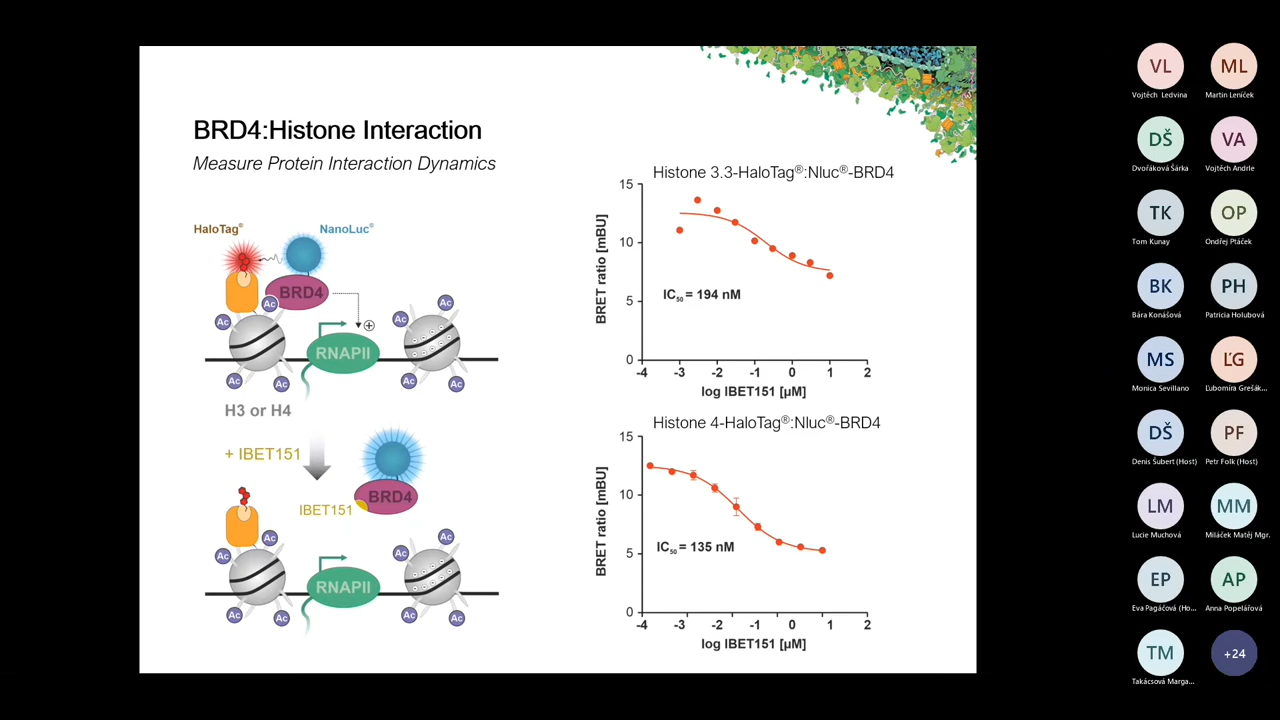 BRD4:Histone Interaction
Measure Protein Interaction Dynamics
HaloTag®
NanoLuc®
BRD4
Ac
Ac
Ac
Ac
+
RNAPII
Ac
Ac
Ac
Ac
H3 or H4
+ IBET151
BRD4
IBET151
Ac
Ac
Ac
Ac
RNAPII
Ac
Ac
Ac
Ac
Histone 3.3-HaloTag®:Nluc®-BRD4
BRET ratio [mBU]
15
10
5
0
IC50 = 194 nM
-4 -3 -2 -1 0 1 2
log IBET151 [µM]
Histone 4-HaloTag®:Nluc®-BRD4
BRET ratio [mBU]
15
10
5
0
IC50 = 135 nM
-4 -3 -2 -1 0 1 2
log IBET151 [µM]
VL
Vojtěch Ledvina
ML
Martin Leníček
DŠ
Dvořáková Šárka
VA
Vojtěch Andrle
TK
Tom Kunay
OP
Ondřej Ptáček
BK
Bára Konášová
PH
Patricia Holubová
MS
Monica Sevillano
ĽG
Ľubomíra Grešák...
DŠ
Denis Šubert (Host)
PF
Petr Folk (Host)
LM
Lucie Muchová
MM
Miláček Matěj Mgr.
EP
Eva Pagáčová (Ho...
AP
Anna Popelářová
TM
Takácsová Marga...
+24